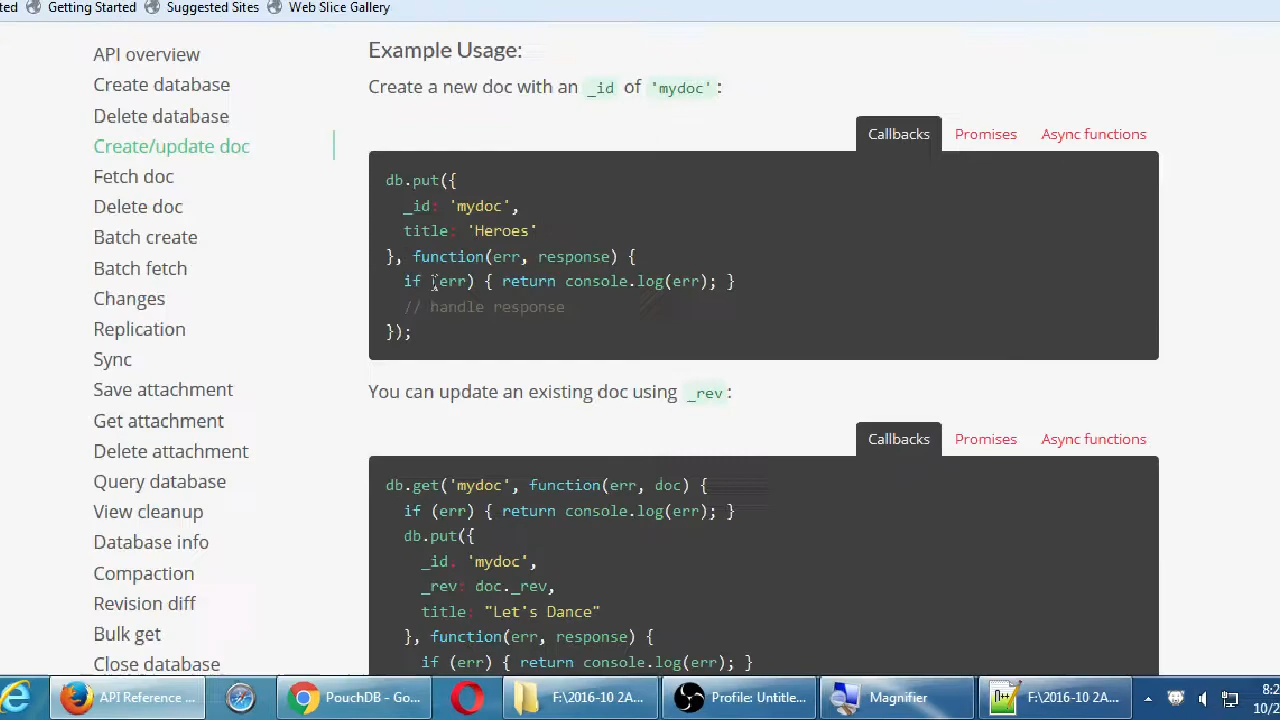 ted Getting Started Suggested Sites Web Slice Gallery
API overview
Create database
Delete database
Create/update doc
Fetch doc
Delete doc
Batch create
Batch fetch
Changes
Replication
Sync
Save attachment
Get attachment
Delete attachment
Query database
View cleanup
Database info
Compaction
Revision diff
Bulk get
Close database
Example Usage:
Create a new doc with an _id of 'mydoc':
Callbacks Promises Async functions
db.put({
  _id: 'mydoc',
  title: 'Heroes'
}, function(err, response) {
  if (err) { return console.log(err); }
  // handle response
});
You can update an existing doc using _rev:
Callbacks Promises Async functions
db.get('mydoc', function(err, doc) {
  if (err) { return console.log(err); }
  db.put({
    _id: 'mydoc',
    _rev: doc._rev,
    title: "Let's Dance"
  }, function(err, response) {
    if (err) { return console.log(err); }
API Reference ... PouchDB - Go... F:\2016-10 2A... Profile: Untitle... Magnifier F:\2016-10 2A... 8:2
10/2